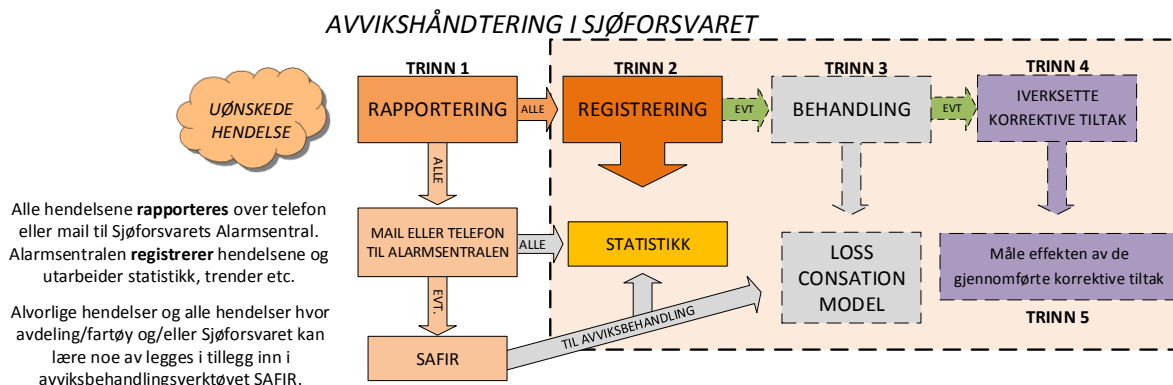 AVVIKSHÅNDTERING I SJØFORSVARET
UØNSKEDE
HENDELSE
TRINN 1
RAPPORTERING
ALLE
TRINN 2
REGISTRERING
EVT
TRINN 3
BEHANDLING
EVT
TRINN 4
IVERKSETTE
KORREKTIVE TILTAK
ALLE
Alle hendelsene rapporteres over telefon
eller mail til Sjøforsvarets Alarmsentral.
Alarmsentralen registrerer hendelsene og
utarbeider statistikk, trender etc.
MAIL ELLER TELEFON
TIL ALARMSENTRALEN
ALLE
STATISTIKK
LOSS
CONSATION
MODEL
Måle effekten av de
gjennomførte korrektive tiltak
TRINN 5
EVT.
Alvorlige hendelser og alle hendelser hvor
avdeling/fartøy og/eller Sjøforsvaret kan
lære noe av legges i tillegg inn i
avviksbehandlingsverktøyet SAFIR.
SAFIR
TIL AVVIKSBEHANDLING